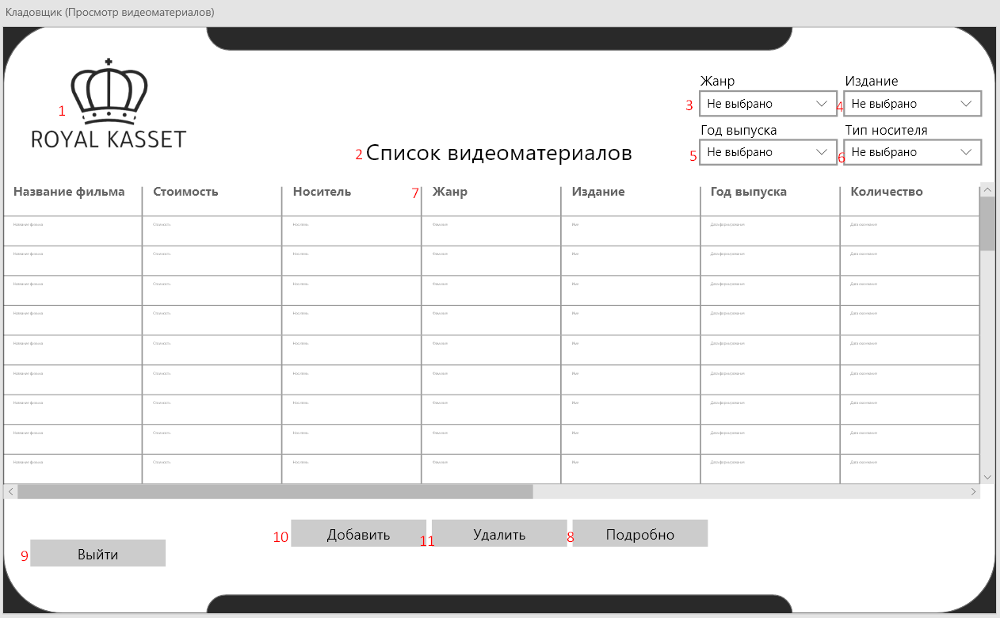 Кладовщик (Просмотр видеоматериалов)
1
ROYAL KASSET
2 Список видеоматериалов
Жанр
Издание
3 Не выбрано
4 Не выбрано
Год выпуска
Тип носителя
5 Не выбрано
6 Не выбрано
Название фильма Стоимость Носитель 7 Жанр Издание Год выпуска Количество
Название фильма Стоимость Носитель Фамилия Имя Дата формирования Дата окончания
Название фильма Стоимость Носитель Фамилия Имя Дата формирования Дата окончания
Название фильма Стоимость Носитель Фамилия Имя Дата формирования Дата окончания
Название фильма Стоимость Носитель Фамилия Имя Дата формирования Дата окончания
Название фильма Стоимость Носитель Фамилия Имя Дата формирования Дата окончания
Название фильма Стоимость Носитель Фамилия Имя Дата формирования Дата окончания
Название фильма Стоимость Носитель Фамилия Имя Дата формирования Дата окончания
Название фильма Стоимость Носитель Фамилия Имя Дата формирования Дата окончания
Название фильма Стоимость Носитель Фамилия Имя Дата формирования Дата окончания
10 Добавить 11 Удалить 8 Подробно
9 Выйти